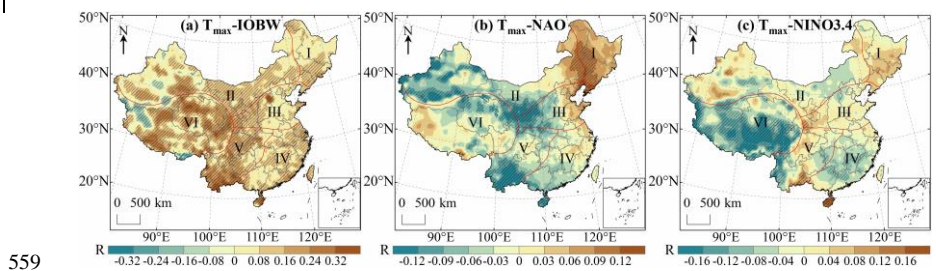 (a) Tmax-IOBW
(b) Tmax-NAO
(c) Tmax-NINO3.4
50°N
40°N
30°N
20°N
N
I
II
III
IV
V
VI
0 500 km
90°E 100°E 110°E 120°E
R -0.32 -0.24 -0.16 -0.08 0 0.08 0.16 0.24 0.32
50°N
40°N
30°N
20°N
N
I
II
III
IV
V
VI
0 500 km
90°E 100°E 110°E 120°E
R -0.12 -0.09 -0.06 -0.03 0 0.03 0.06 0.09 0.12
50°N
40°N
30°N
20°N
N
I
II
III
IV
V
VI
0 500 km
90°E 100°E 110°E 120°E
R -0.16 -0.12 -0.08 -0.04 0 0.04 0.08 0.12 0.16
559